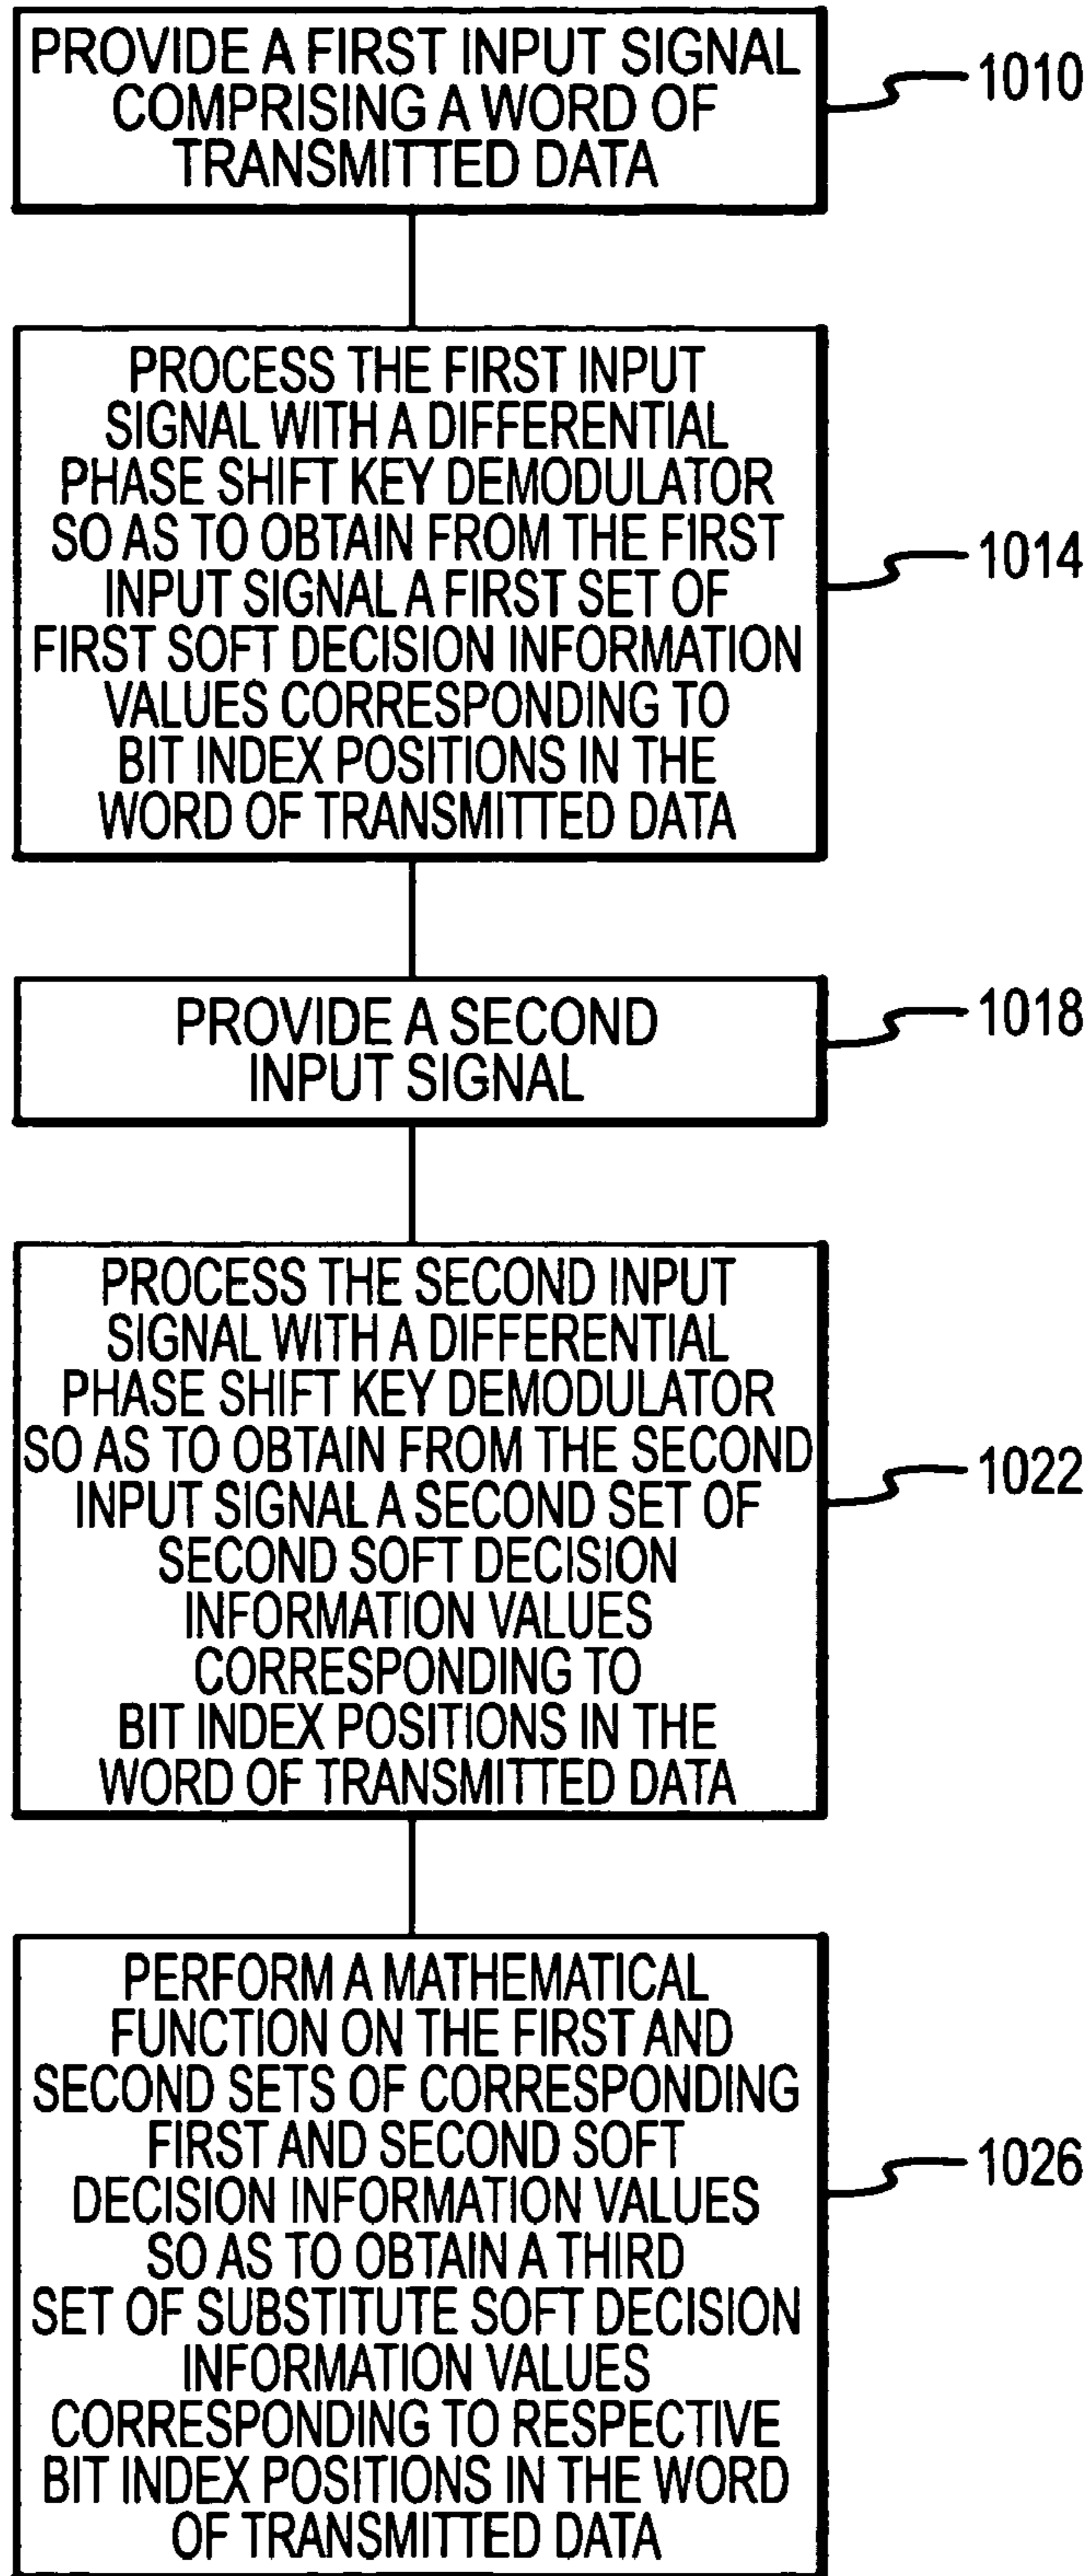 PROVIDE A FIRST INPUT SIGNAL
COMPRISING A WORD OF
TRANSMITTED DATA
1010
PROCESS THE FIRST INPUT
SIGNAL WITH A DIFFERENTIAL
PHASE SHIFT KEY DEMODULATOR
SO AS TO OBTAIN FROM THE FIRST
INPUT SIGNAL A FIRST SET OF
FIRST SOFT DECISION INFORMATION
VALUES CORRESPONDING TO
BIT INDEX POSITIONS IN THE
WORD OF TRANSMITTED DATA
1014
PROVIDE A SECOND
INPUT SIGNAL
1018
PROCESS THE SECOND INPUT
SIGNAL WITH A DIFFERENTIAL
PHASE SHIFT KEY DEMODULATOR
SO AS TO OBTAIN FROM THE SECOND
INPUT SIGNAL A SECOND SET OF
SECOND SOFT DECISION
INFORMATION VALUES
CORRESPONDING TO
BIT INDEX POSITIONS IN THE
WORD OF TRANSMITTED DATA
1022
PERFORM A MATHEMATICAL
FUNCTION ON THE FIRST AND
SECOND SETS OF CORRESPONDING
FIRST AND SECOND SOFT
DECISION INFORMATION VALUES
SO AS TO OBTAIN A THIRD
SET OF SUBSTITUTE SOFT DECISION
INFORMATION VALUES
CORRESPONDING TO RESPECTIVE
BIT INDEX POSITIONS IN THE WORD
OF TRANSMITTED DATA
1026